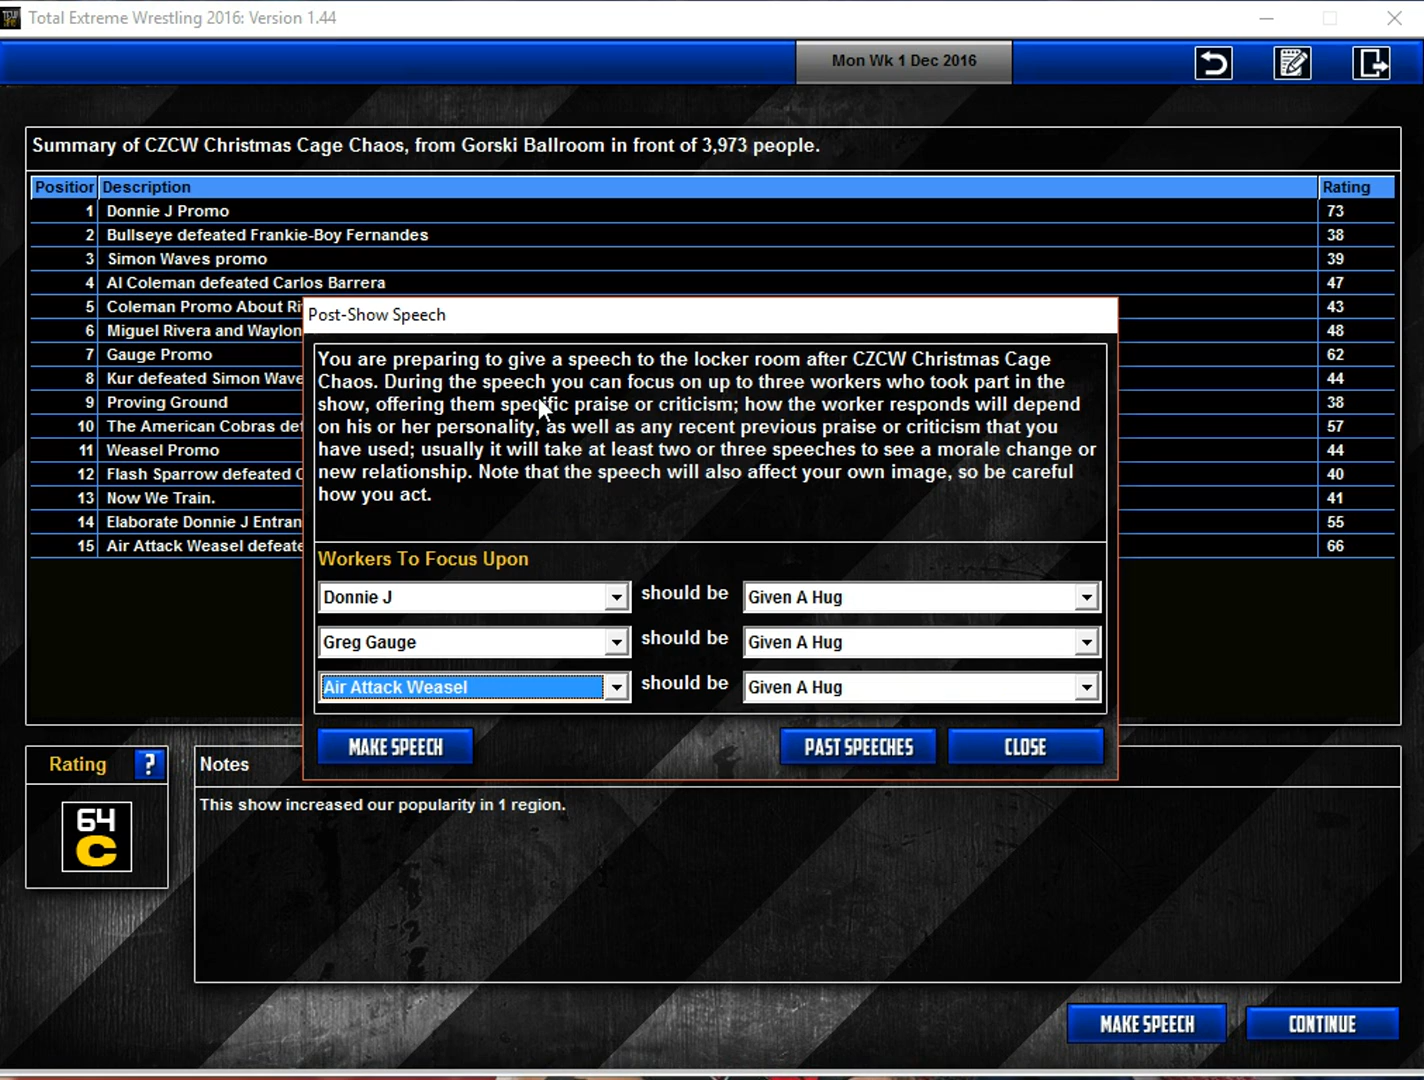 Total Extreme Wrestling 2016: Version 1.44
Mon Wk 1 Dec 2016
Summary of CZCW Christmas Cage Chaos, from Gorski Ballroom in front of 3,973 people.
Position Description Rating
1 Donnie J Promo 73
2 Bullseye defeated Frankie-Boy Fernandes 38
3 Simon Waves promo 39
4 Al Coleman defeated Carlos Barrera 47
5 Coleman Promo About Ri 43
6 Miguel Rivera and Waylon 48
7 Gauge Promo 62
8 Kur defeated Simon Wave 44
9 Proving Ground 38
10 The American Cobras def 57
11 Weasel Promo 44
12 Flash Sparrow defeated C 40
13 Now We Train. 41
14 Elaborate Donnie J Entran 55
15 Air Attack Weasel defeate 66
Post-Show Speech
You are preparing to give a speech to the locker room after CZCW Christmas Cage
Chaos. During the speech you can focus on up to three workers who took part in the
show, offering them specific praise or criticism; how the worker responds will depend
on his or her personality, as well as any recent previous praise or criticism that you
have used; usually it will take at least two or three speeches to see a morale change or
new relationship. Note that the speech will also affect your own image, so be careful
how you act.
Workers To Focus Upon
Donnie J should be Given A Hug
Greg Gauge should be Given A Hug
Air Attack Weasel should be Given A Hug
MAKE SPEECH PAST SPEECHES CLOSE
Rating ? Notes
64
C
This show increased our popularity in 1 region.
MAKE SPEECH CONTINUE